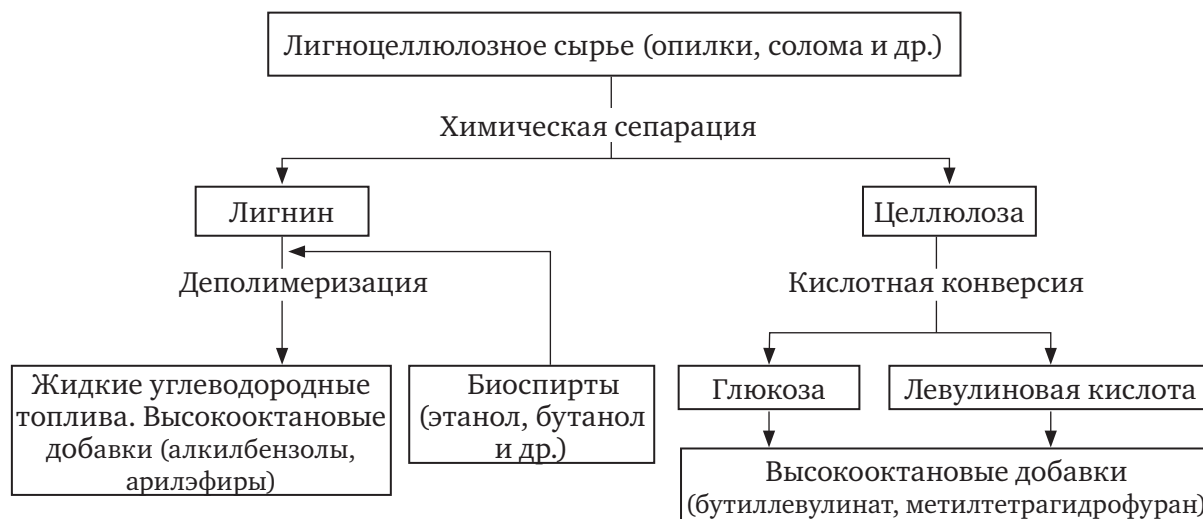 Лигноцеллюлозное сырье (опилки, солома и др.)
Химическая сепарация
Лигнин
Целлюлоза
Деполимеризация
Кислотная конверсия
Жидкие углеводородные
топлива. Высокооктановые
добавки (алкилбензолы,
арилэфиры)
Биоспирты
(этанол, бутанол
и др.)
Глюкоза
Левулиновая кислота
Высокооктановые добавки
(бутиллевулинат, метилтетрагидрофуран)